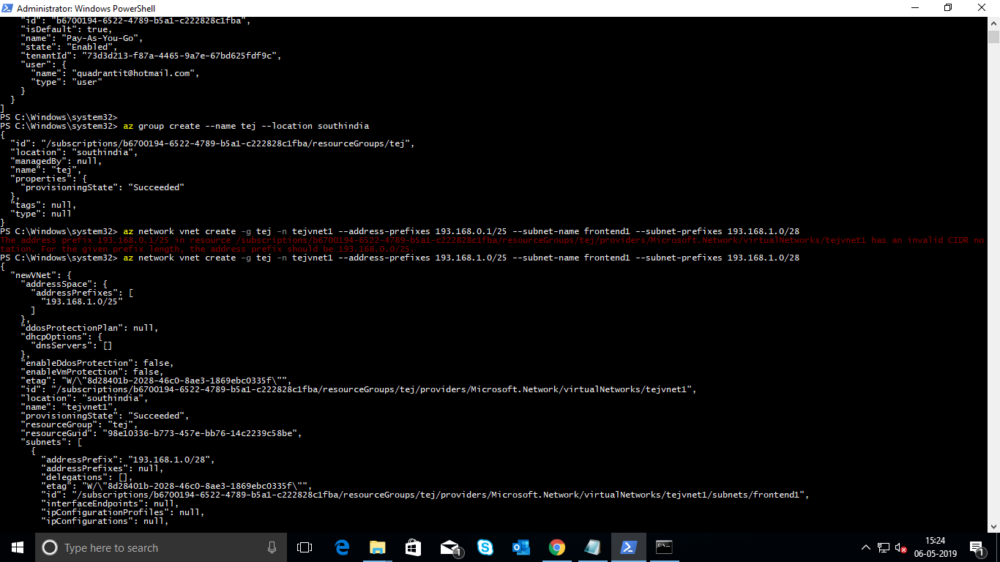 Administrator: Windows PowerShell
    "id": "b6700194-6522-4789-b5a1-c222828c1fba",
    "isDefault": true,
    "name": "Pay-As-You-Go",
    "state": "Enabled",
    "tenantId": "73d3d213-f87a-4465-9a7e-67bd625fdf9c",
    "user": {
      "name": "quadrantit@hotmail.com",
      "type": "user"
    }
  }
]
PS C:\Windows\system32>
PS C:\Windows\system32> az group create --name tej --location southindia
{
  "id": "/subscriptions/b6700194-6522-4789-b5a1-c222828c1fba/resourceGroups/tej",
  "location": "southindia",
  "managedBy": null,
  "name": "tej",
  "properties": {
    "provisioningState": "Succeeded"
  },
  "tags": null,
  "type": null
}
PS C:\Windows\system32> az network vnet create -g tej -n tejvnet1 --address-prefixes 193.168.0.1/25 --subnet-name frontend1 --subnet-prefixes 193.168.1.0/28
The address prefix 193.168.0.1/25 in resource /subscriptions/b6700194-6522-4789-b5a1-c222828c1fba/resourceGroups/tej/providers/Microsoft.Network/virtualNetworks/tejvnet1 has an invalid CIDR no
tation. For the given prefix length, the address prefix should be 193.168.0.0/25.
PS C:\Windows\system32> az network vnet create -g tej -n tejvnet1 --address-prefixes 193.168.1.0/25 --subnet-name frontend1 --subnet-prefixes 193.168.1.0/28
{
  "newVNet": {
    "addressSpace": {
      "addressPrefixes": [
        "193.168.1.0/25"
      ]
    },
    "ddosProtectionPlan": null,
    "dhcpOptions": {
      "dnsServers": []
    },
    "enableDdosProtection": false,
    "enableVmProtection": false,
    "etag": "W/\"8d28401b-2028-46c0-8ae3-1869ebc0335f\"",
    "id": "/subscriptions/b6700194-6522-4789-b5a1-c222828c1fba/resourceGroups/tej/providers/Microsoft.Network/virtualNetworks/tejvnet1",
    "location": "southindia",
    "name": "tejvnet1",
    "provisioningState": "Succeeded",
    "resourceGroup": "tej",
    "resourceGuid": "98e10336-b773-457e-bb76-14c2239c58be",
    "subnets": [
      {
        "addressPrefix": "193.168.1.0/28",
        "addressPrefixes": null,
        "delegations": [],
        "etag": "W/\"8d28401b-2028-46c0-8ae3-1869ebc0335f\"",
        "id": "/subscriptions/b6700194-6522-4789-b5a1-c222828c1fba/resourceGroups/tej/providers/Microsoft.Network/virtualNetworks/tejvnet1/subnets/frontend1",
        "interfaceEndpoints": null,
        "ipConfigurationProfiles": null,
        "ipConfigurations": null,
Type here to search
1
15:24
06-05-2019
1